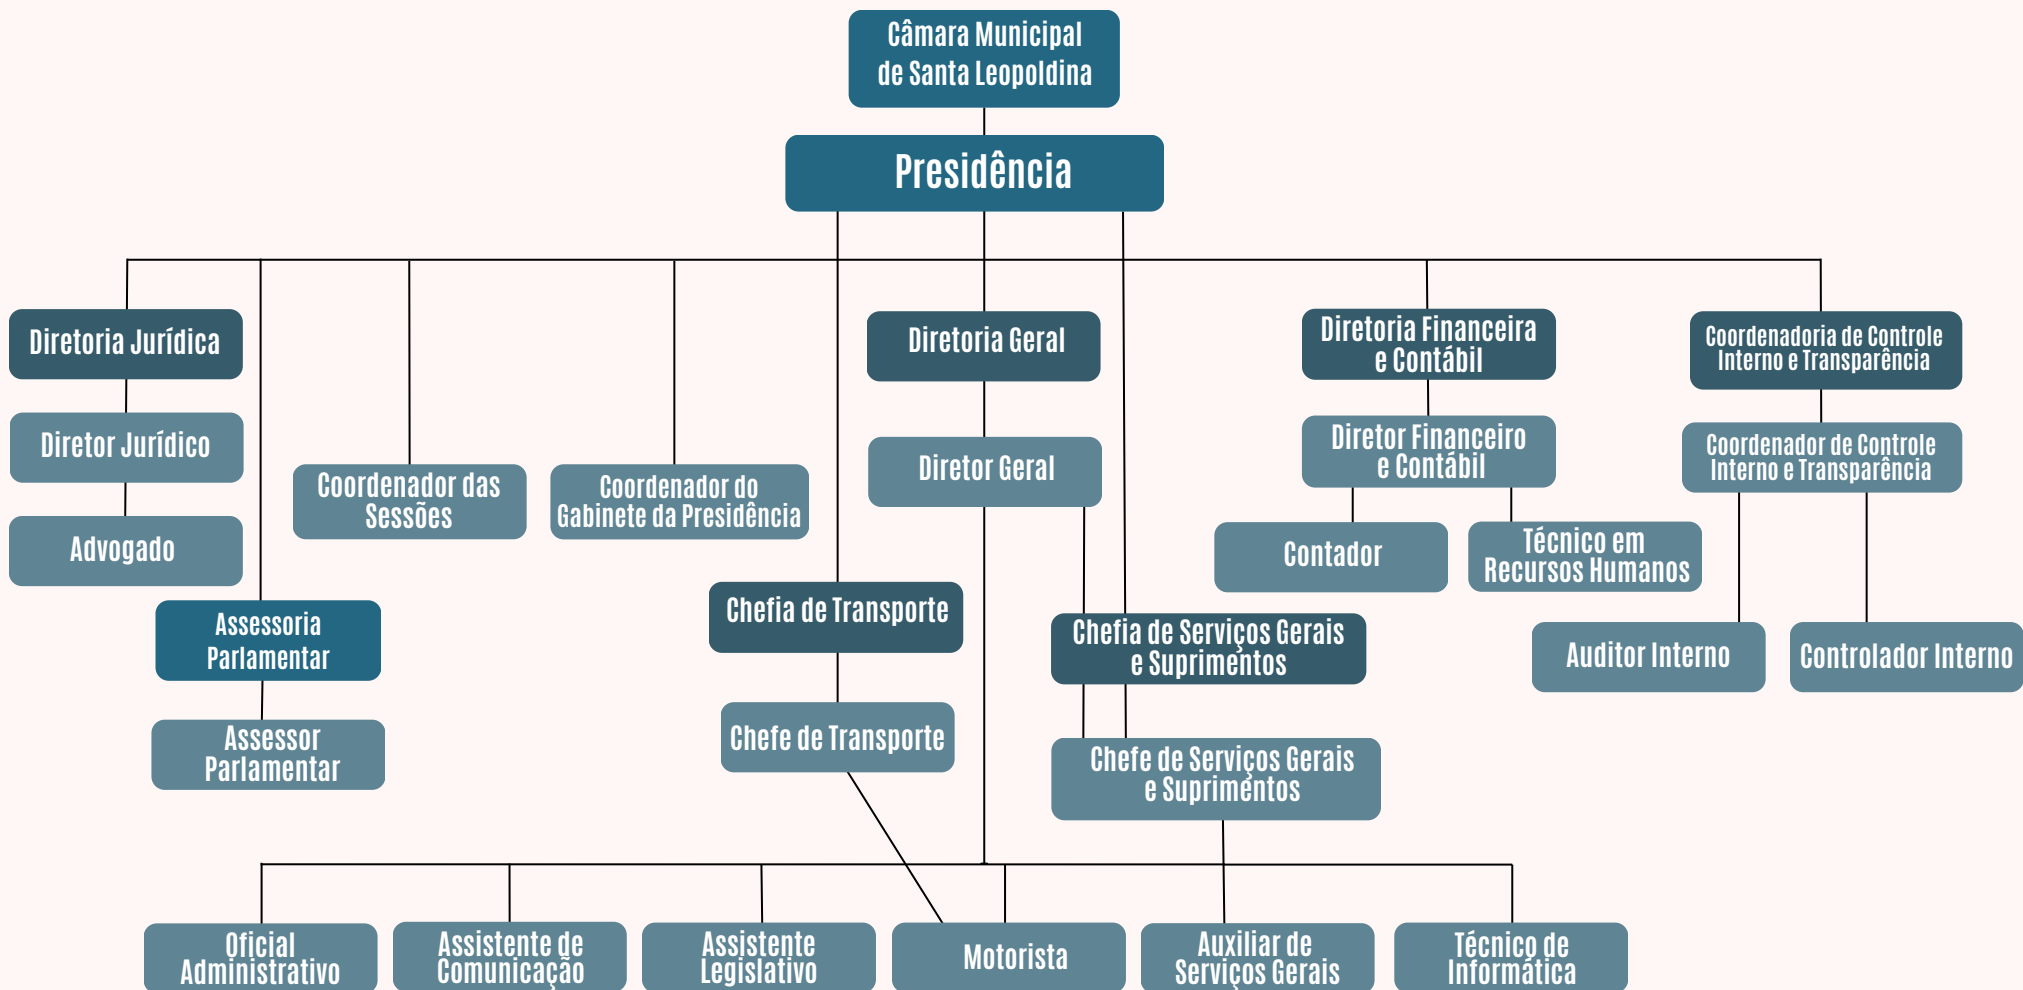 Câmara Municipal
de Santa Leopoldina
Presidência
Diretoria Jurídica
Diretoria Geral
Diretoria Financeira
e Contábil
Coordenadoria de Controle
Interno e Transparência
Diretor Jurídico
Coordenador das
Sessões
Coordenador do
Gabinete da Presidência
Diretor Geral
Diretor Financeiro
e Contábil
Coordenador de Controle
Interno e Transparência
Advogado
Contador
Técnico em
Recursos Humanos
Assessoria
Parlamentar
Chefia de Transporte
Chefia de Serviços Gerais
e Suprimentos
Auditor Interno
Controlador Interno
Assessor
Parlamentar
Chefe de Transporte
Chefe de Serviços Gerais
e Suprimentos
Oficial
Administrativo
Assistente de
Comunicação
Assistente
Legislativo
Motorista
Auxiliar de
Serviços Gerais
Técnico de
Informática